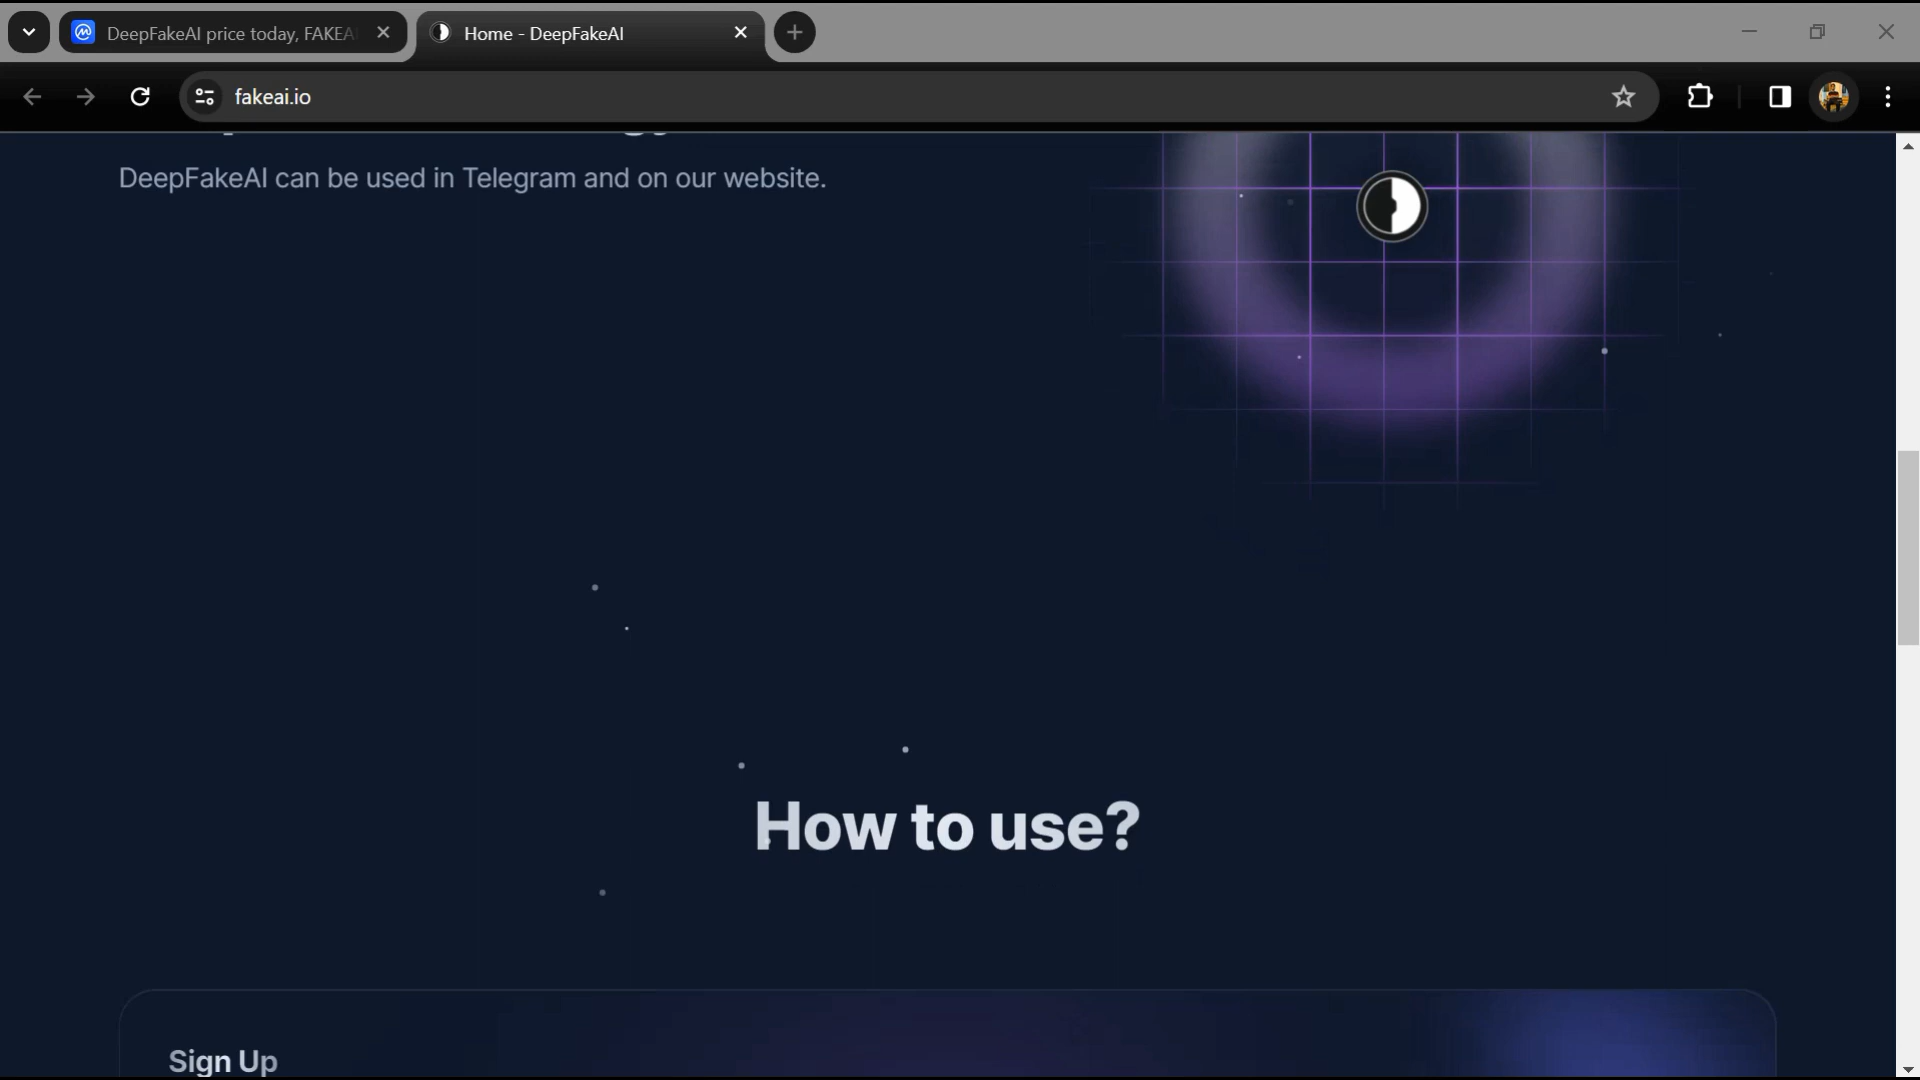 DeepFakeAI price today, FAKEA
Home - DeepFakeAI
fakeai.io
DeepFakeAI can be used in Telegram and on our website.
How to use?
Sign Up